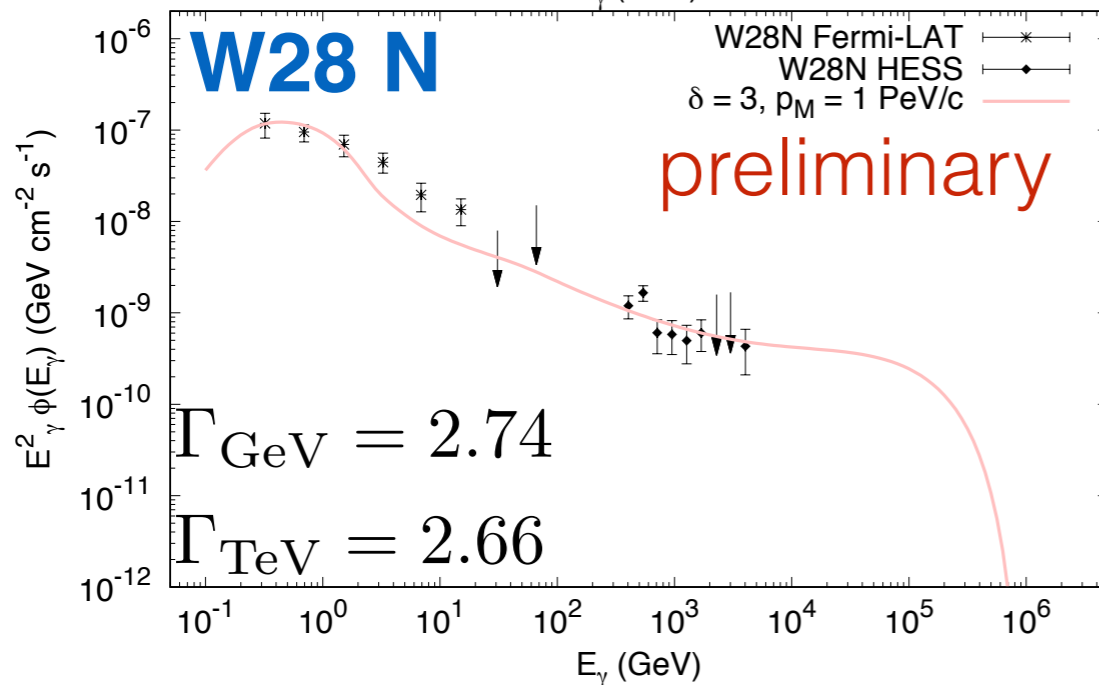 W28 N
W28N Fermi-LAT
W28N HESS
δ = 3, p_M = 1 PeV/c
preliminary
E²_γ φ(E_γ) (GeV cm⁻² s⁻¹)
10⁻⁶
10⁻⁷
10⁻⁸
10⁻⁹
10⁻¹⁰
10⁻¹¹
10⁻¹²
Γ_GeV = 2.74
Γ_TeV = 2.66
10⁻¹ 10⁰ 10¹ 10² 10³ 10⁴ 10⁵ 10⁶
E_γ (GeV)